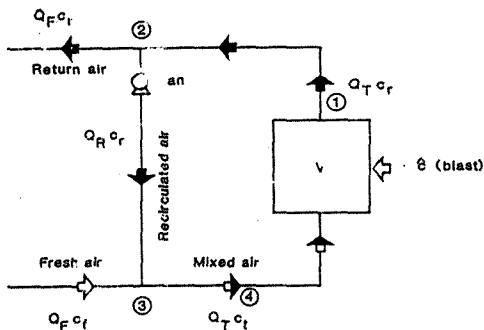 Q_F c_r
②
Return air
an
Q_T c_r
①
Q_R c_r
Recirculated air
V
ê (blast)
Fresh air
Mixed air
③
④
Q_F c_f
Q_T c_t